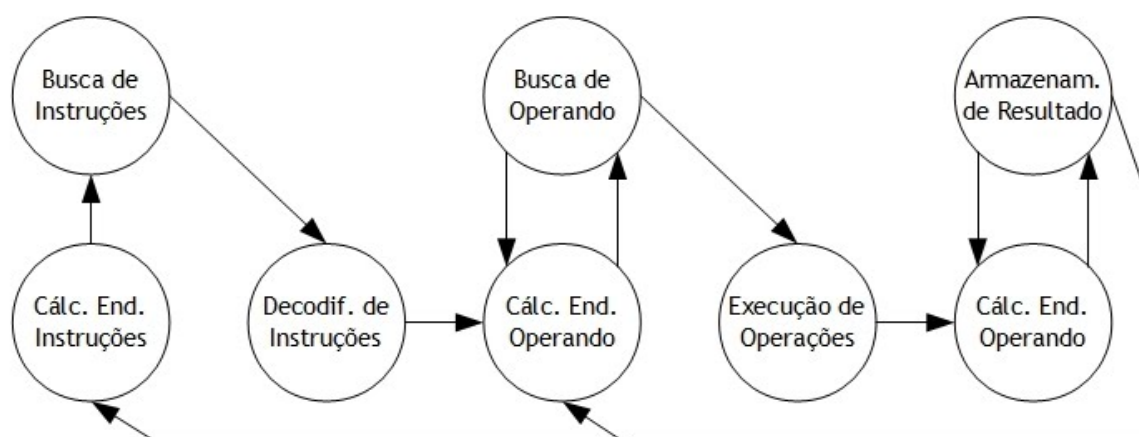 Busca de
Instruções
Busca de
Operando
Armazenam.
de Resultado
Cálc. End.
Instruções
Decodif. de
Instruções
Cálc. End.
Operando
Execução de
Operações
Cálc. End.
Operando